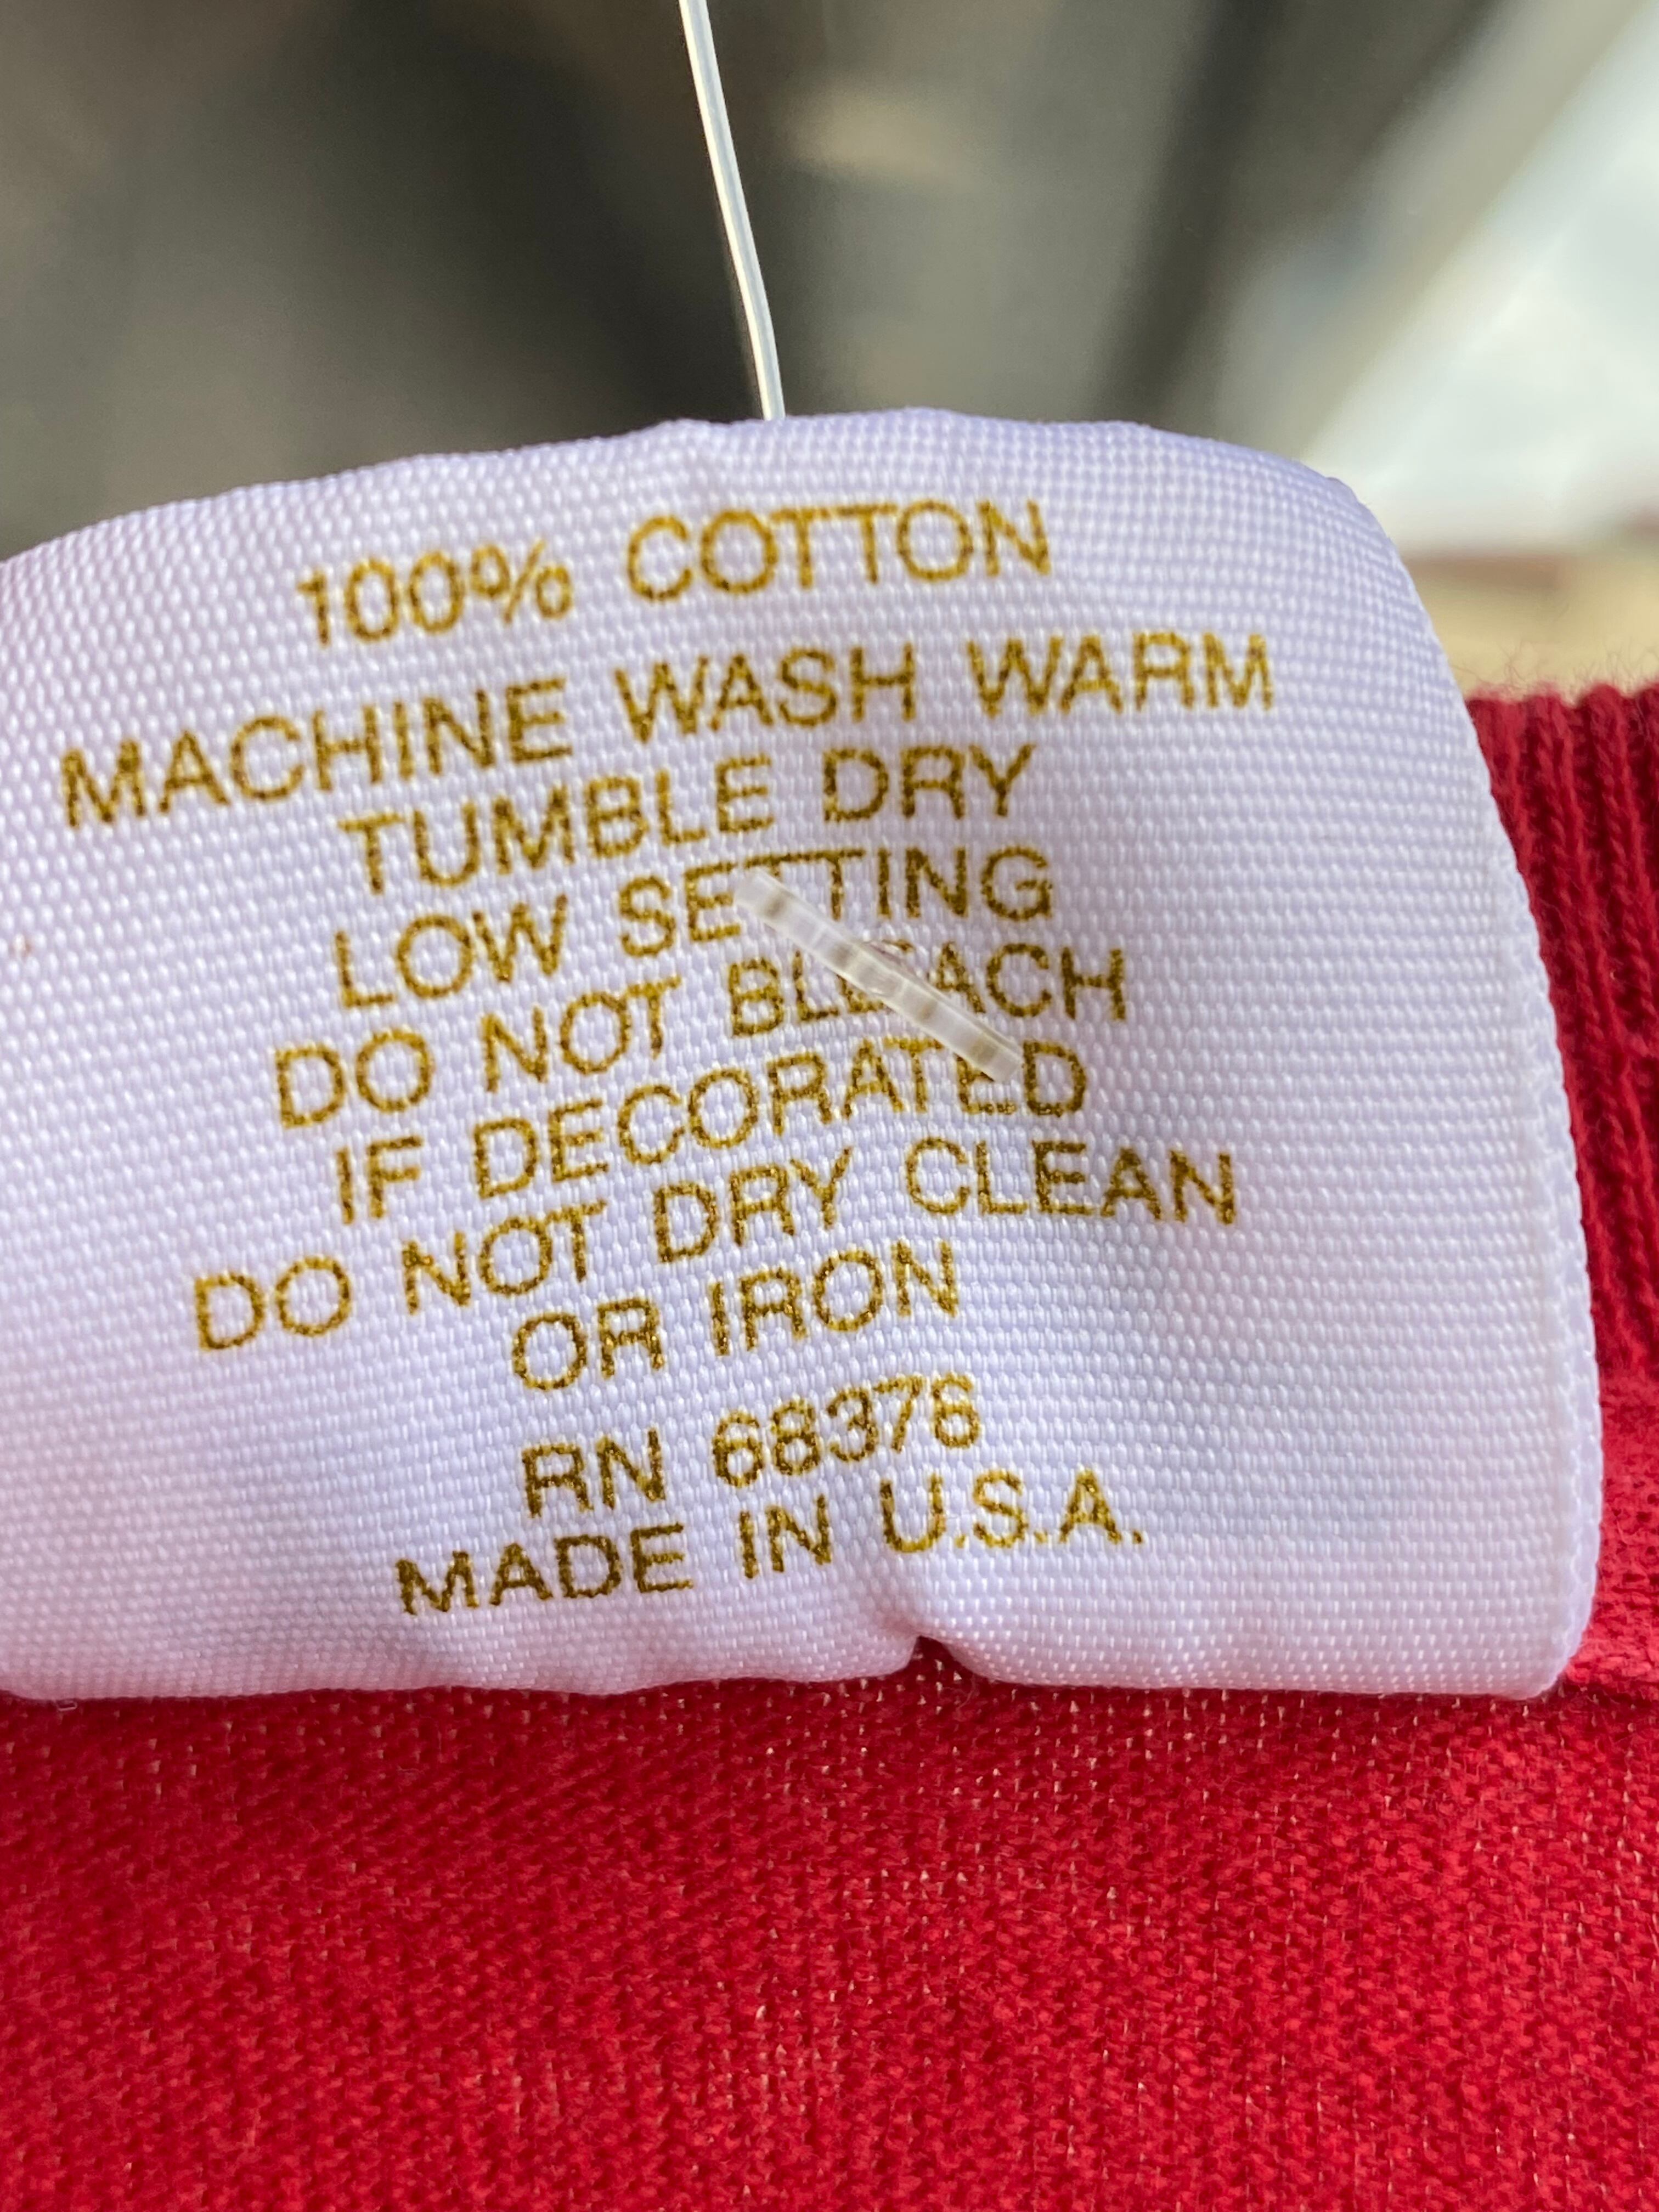 100% COTTON
MACHINE WASH WARM
TUMBLE DRY
LOW SETTING
DO NOT BLEACH
IF DECORATED
DO NOT DRY CLEAN
OR IRON
RN 68376
MADE IN U.S.A.